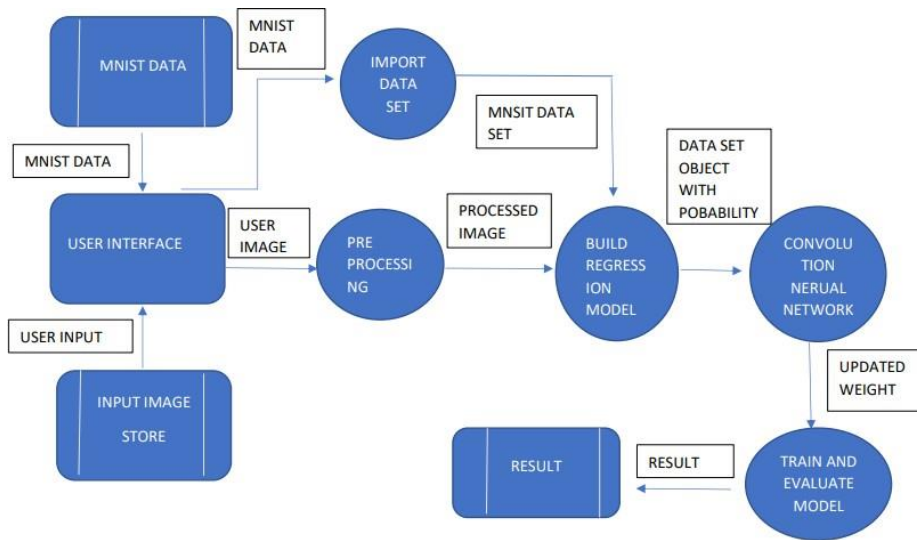 MNIST DATA
MNIST
DATA
IMPORT
DATA
SET
MNSIT DATA
SET
MNIST DATA
DATA SET
OBJECT
WITH
POBABILITY
USER INTERFACE
USER
IMAGE
PRE
PROCESSI
NG
PROCESSED
IMAGE
BUILD
REGRESS
ION
MODEL
CONVOLU
TION
NERUAL
NETWORK
USER INPUT
UPDATED
WEIGHT
INPUT IMAGE
STORE
RESULT
RESULT
TRAIN AND
EVALUATE
MODEL